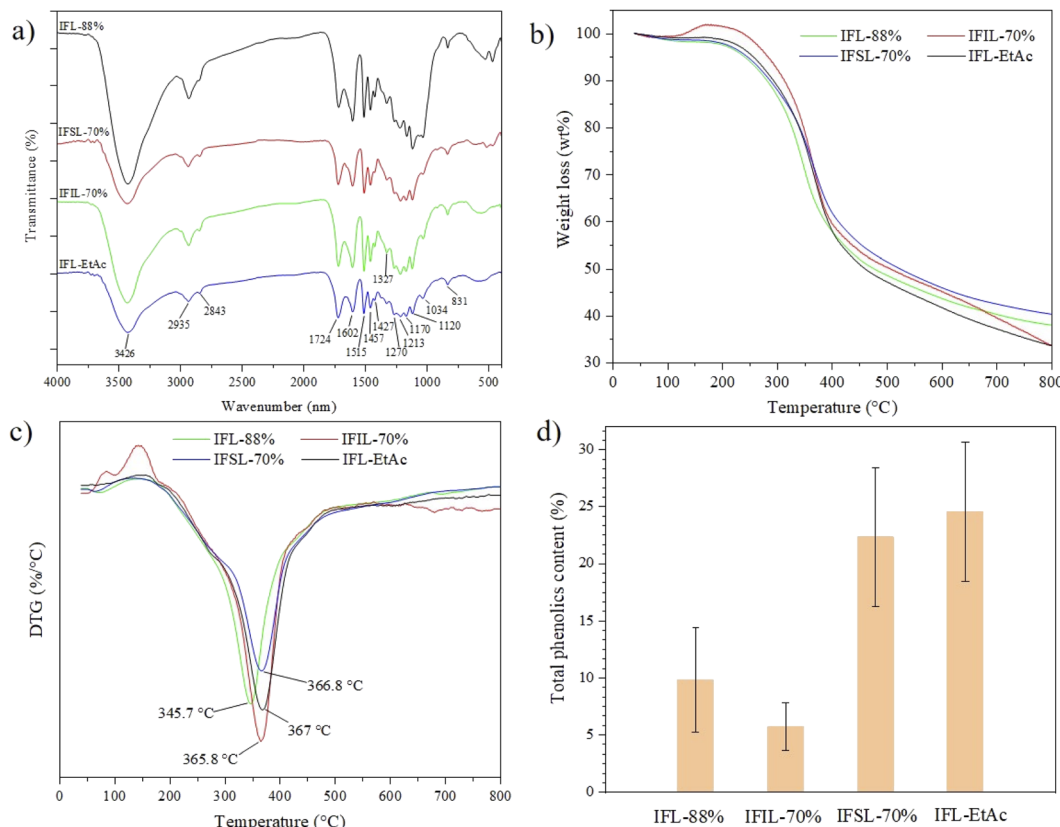 a)
IFL-88%
IFSL-70%
IFIL-70%
IFL-EtAc
3426
2935
2843
1724
1602
1515
1457
1427
1327
1270
1213
1170
1120
1034
831
Transmittance (%)
4000 3500 3000 2500 2000 1500 1000 500
Wavenumber (nm)
b)
IFL-88% IFIL-70%
IFSL-70% IFL-EtAc
Weight loss (wt%)
100
90
80
70
60
50
40
30
0 100 200 300 400 500 600 700 800
Temperature (°C)
c)
IFL-88% IFIL-70%
IFSL-70% IFL-EtAc
DTG (%/°C)
366.8 °C
345.7 °C
367 °C
365.8 °C
0 100 200 300 400 500 600 700 800
Temperature (°C)
d)
Total phenolics content (%)
30
25
20
15
10
5
0
IFL-88% IFIL-70% IFSL-70% IFL-EtAc